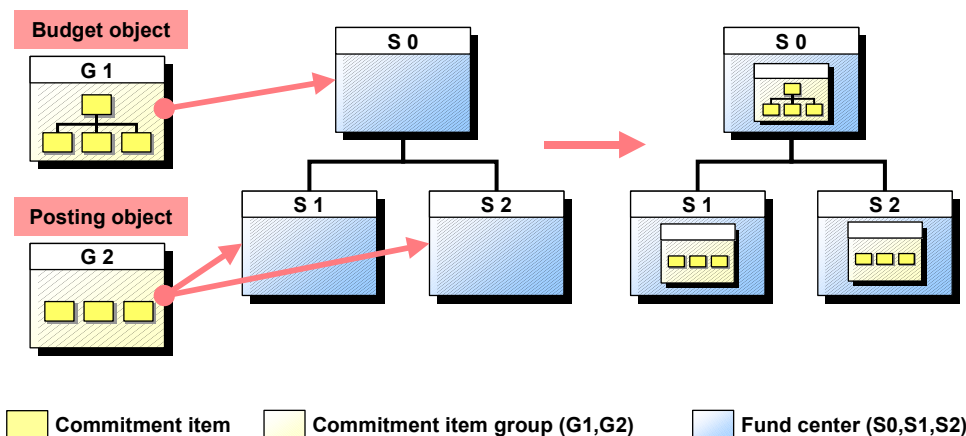 Budget object
G 1
S 0
S 0
Posting object
G 2
S 1
S 2
S 1
S 2
Commitment item
Commitment item group (G1,G2)
Fund center (S0,S1,S2)